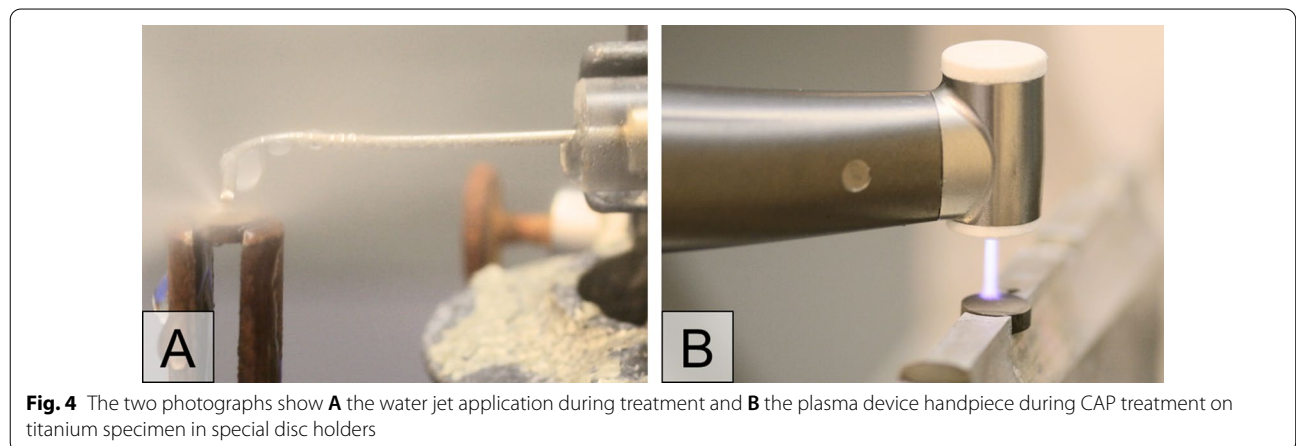 A
B
Fig. 4 The two photographs show A the water jet application during treatment and B the plasma device handpiece during CAP treatment on
titanium specimen in special disc holders